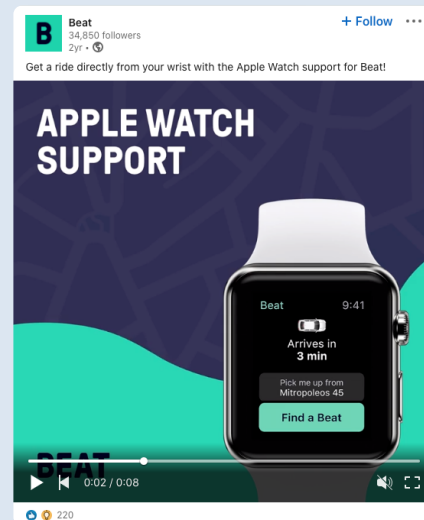 B
Beat
34,850 followers
2yr •
+ Follow
Get a ride directly from your wrist with the Apple Watch support for Beat!
APPLE WATCH
SUPPORT
Beat 9:41
Arrives in
3 min
Pick me up from
Mitropoleos 45
Find a Beat
BEAT
0:02 / 0:08
220